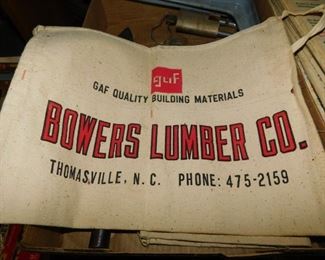 gaf
GAF QUALITY BUILDING MATERIALS
BOWERS LUMBER CO.
THOMASVILLE, N. C. PHONE: 475-2159